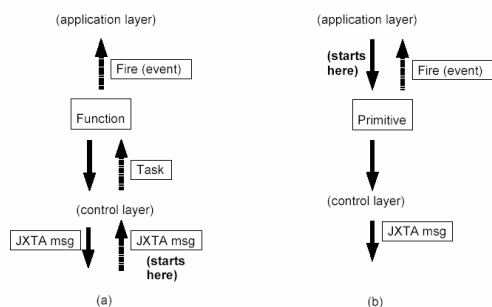 (application layer)
Fire (event)
Function
Task
(control layer)
JXTA msg
JXTA msg
(starts
here)
(a)
(application layer)
(starts
here)
Fire (event)
Primitive
(control layer)
JXTA msg
(b)